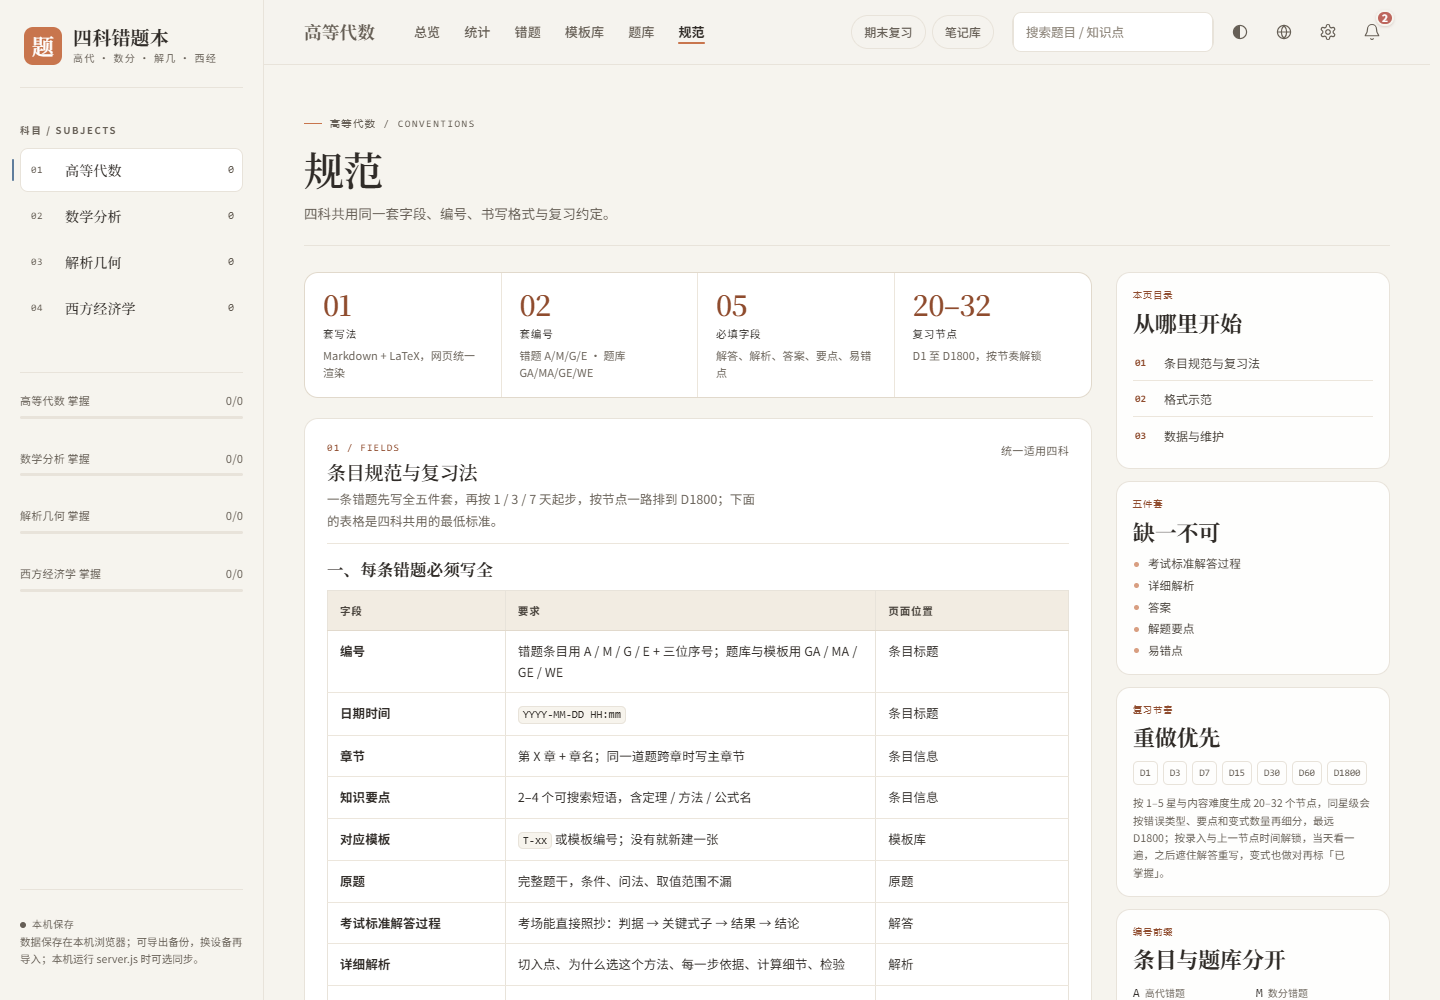 题
四科错题本
高代 · 数分 · 解几 · 西经
科目 / SUBJECTS
01 高等代数 0
02 数学分析 0
03 解析几何 0
04 西方经济学 0
高等代数 掌握 0/0
数学分析 掌握 0/0
解析几何 掌握 0/0
西方经济学 掌握 0/0
本机保存
数据保存在本机浏览器；可导出备份，换设备再
导入；本机运行 server.js 时可选同步。
高等代数 总览 统计 错题 模板库 题库 规范 期末复习 笔记库 搜索题目 / 知识点 2
高等代数 / CONVENTIONS
规范
四科共用同一套字段、编号、书写格式与复习约定。
01
套写法
Markdown + LaTeX，网页统一
渲染
02
套编号
错题 A/M/G/E · 题库
GA/MA/GE/WE
05
必填字段
解答、解析、答案、要点、易错
点
20–32
复习节点
D1 至 D1800，按节奏解锁
01 / FIELDS
统一适用四科
条目规范与复习法
一条错题先写全五件套，再按 1 / 3 / 7 天起步，按节点一路排到 D1800；下面
的表格是四科共用的最低标准。
一、每条错题必须写全
字段 要求 页面位置
编号 错题条目用 A / M / G / E + 三位序号；题库与模板用 GA / MA /
GE / WE 条目标题
日期时间 YYYY-MM-DD HH:mm 条目标题
章节 第 X 章 + 章名；同一道题跨章时写主章节 条目信息
知识要点 2–4 个可搜索短语，含定理 / 方法 / 公式名 条目信息
对应模板 T-xx 或模板编号；没有就新建一张 模板库
原题 完整题干，条件、问法、取值范围不漏 原题
考试标准解答过程 考场能直接照抄：判据 → 关键式子 → 结果 → 结论 解答
详细解析 切入点、为什么选这个方法、每一步依据、计算细节、检验 解析
本页目录
从哪里开始
01 条目规范与复习法
02 格式示范
03 数据与维护
五件套
缺一不可
考试标准解答过程
详细解析
答案
解题要点
易错点
复习节奏
重做优先
D1 D3 D7 D15 D30 D60 D1800
按 1–5 星与内容难度生成 20–32 个节点，同星级会
按错误类型、要点和变式数量再细分，最远
D1800；按录入与上一节点时间解锁，当天看一
遍，之后遮住解答重写，变式也做对再标「已
掌握」。
编号前缀
条目与题库分开
A 高代错题 M 数分错题